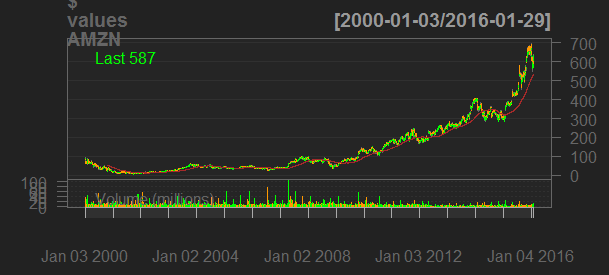 $
values
AMZN
[2000-01-03/2016-01-29]
Last 587
700
600
500
400
300
200
100
0
Volume (millions)
100
20
0
Jan 03 2000
Jan 02 2004
Jan 02 2008
Jan 03 2012
Jan 04 2016